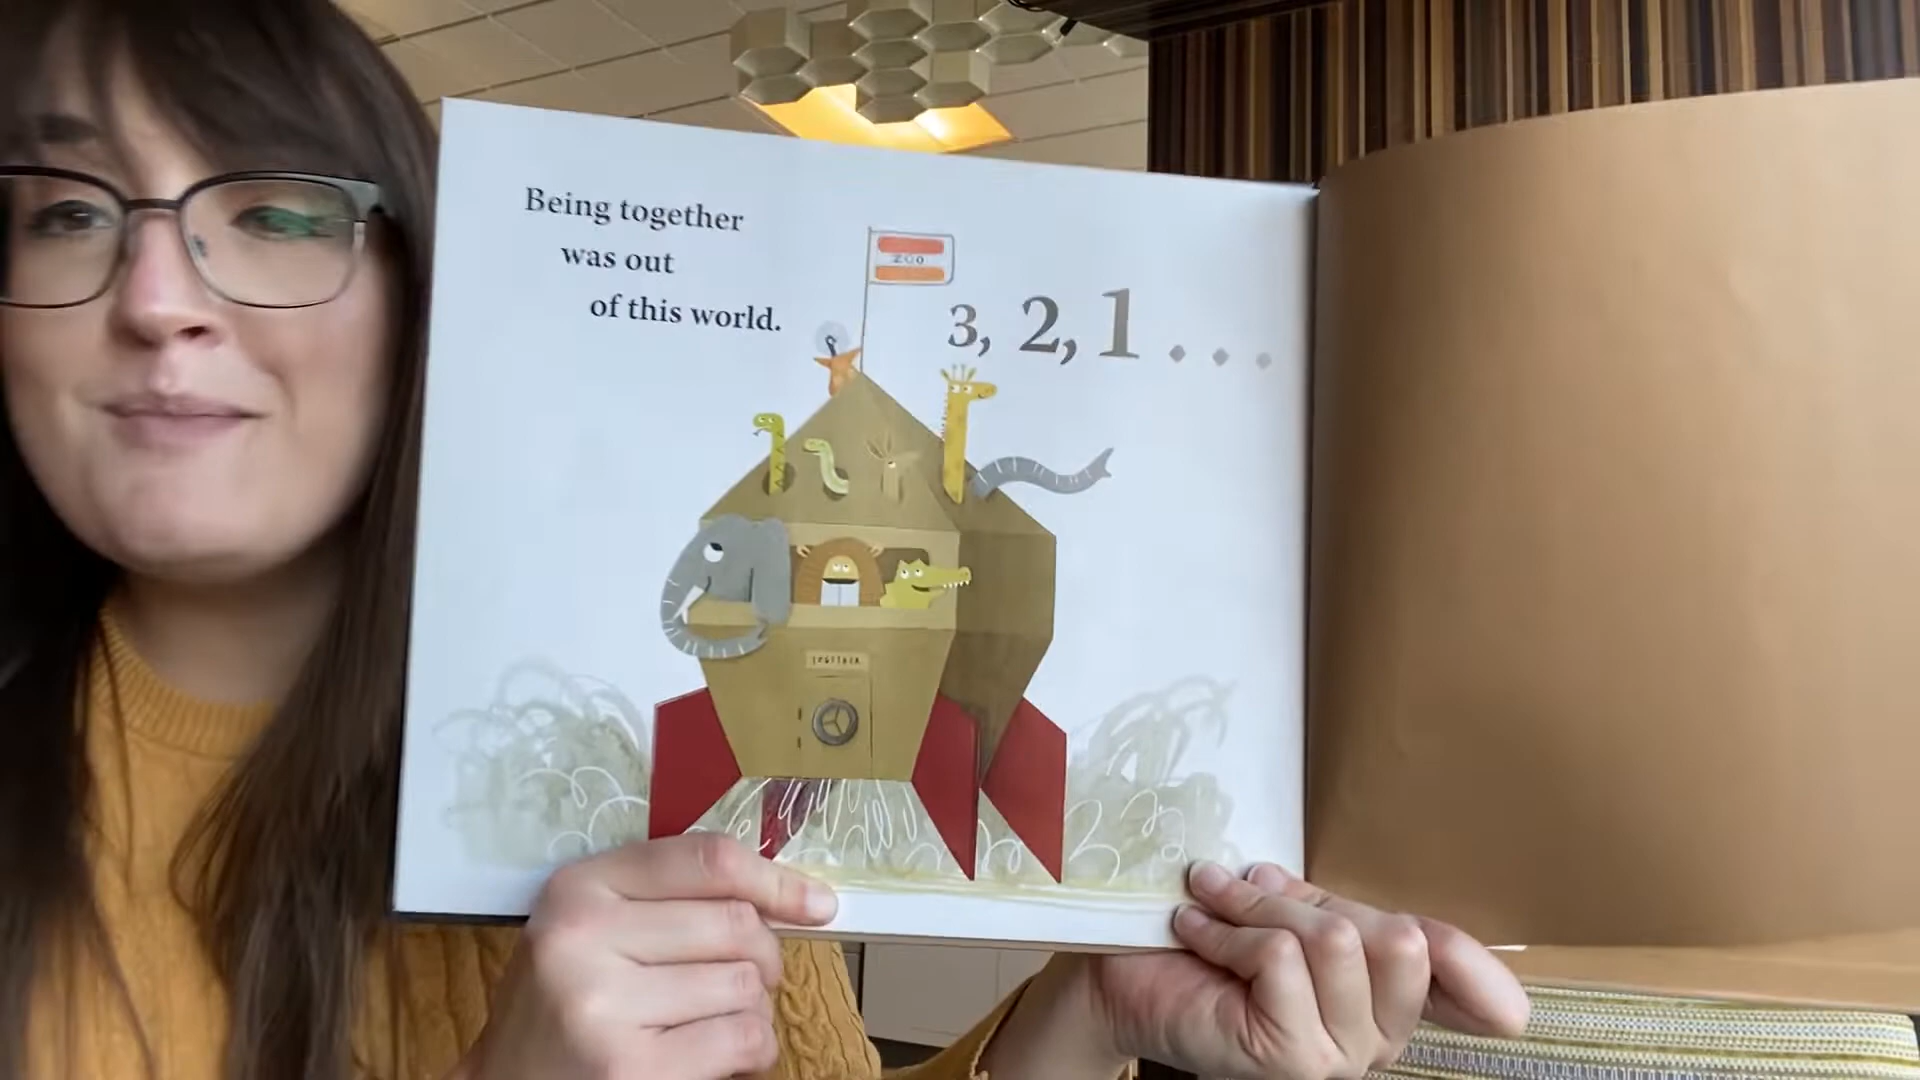 Being together
was out
of this world.
ZOO
3, 2, 1 . . .